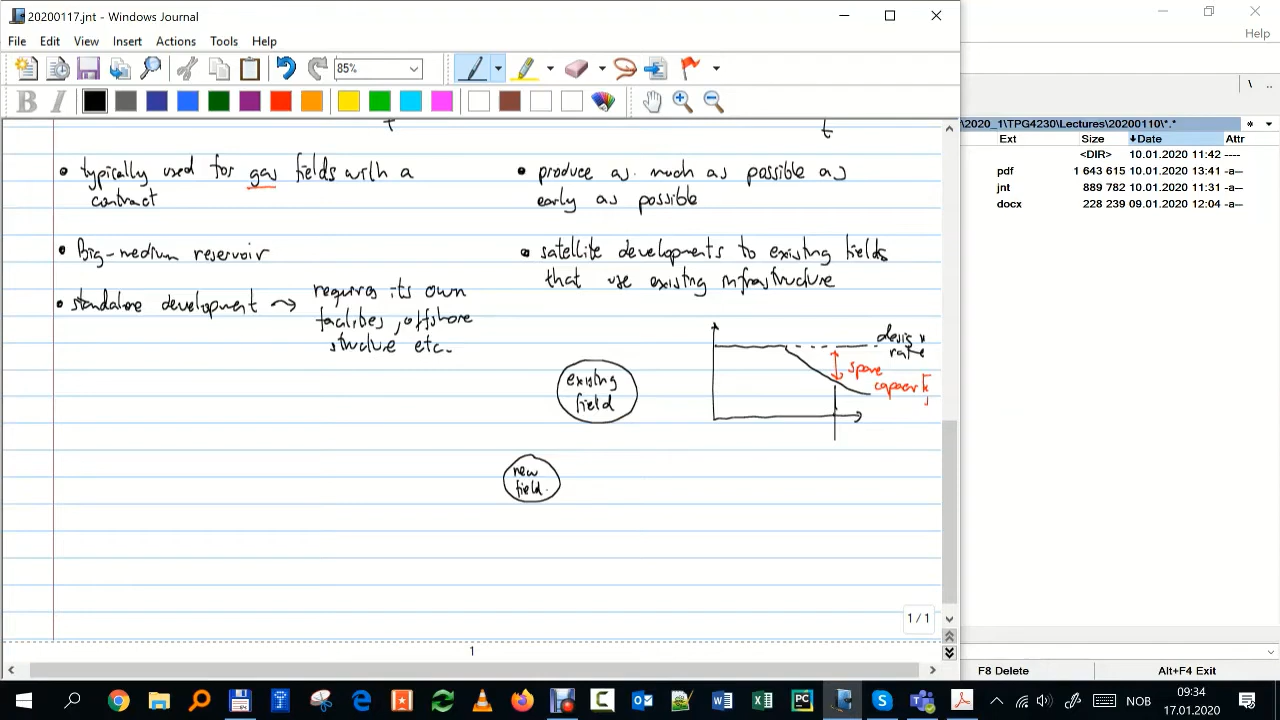 20200117.jnt - Windows Journal
File Edit View Insert Actions Tools Help
Help
85%
B I
\ ..
\2020_1\TPG4230\Lectures\20200110\*.*
* 
Ext Size Date Attr
<DIR> 10.01.2020 11:42 ----
pdf 1 643 615 10.01.2020 13:41 -a--
jnt 889 782 10.01.2020 11:31 -a--
docx 228 239 09.01.2020 12:04 -a--
t
• typically used for gas fields with a
contract
• Big-medium reservoir
• standalone development → requires its own
facilities, offshore
structure etc.
• produce as much as possible as
early as possible
• satellite developments to existing fields
that use existing infrastructure
design
rate
spare
capacity
existing
field
new
field.
1 / 1
1
F8 Delete Alt+F4 Exit
NOB
09:34
17.01.2020